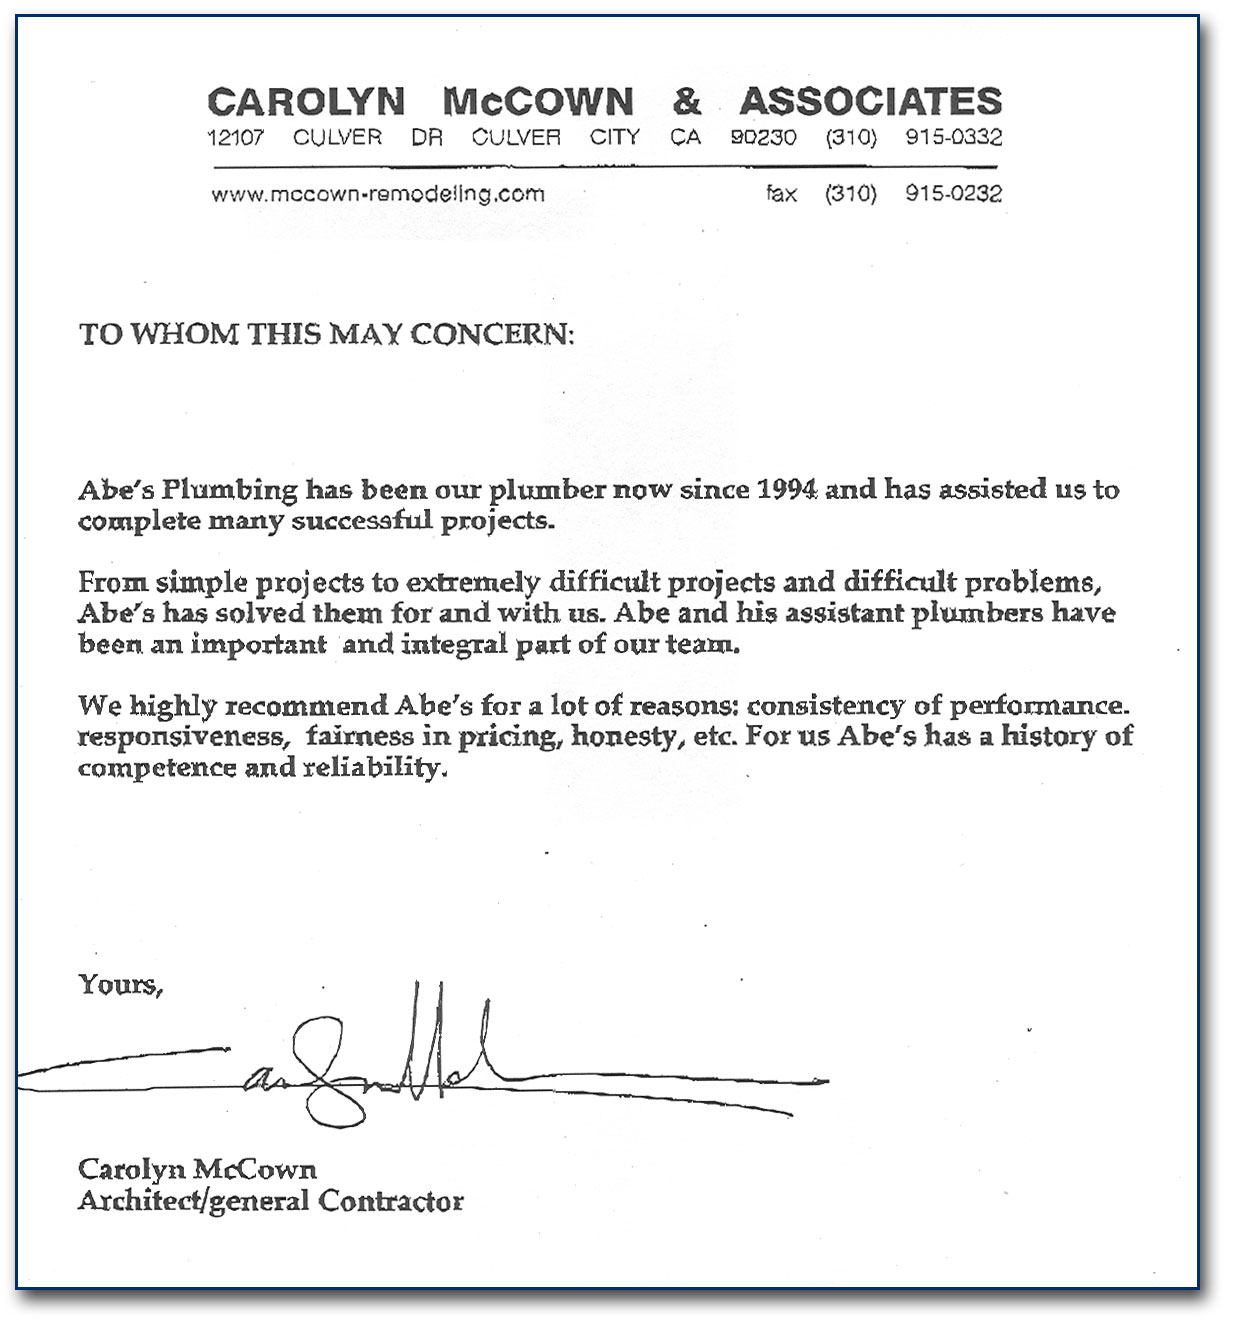 CAROLYN McCOWN & ASSOCIATES
12107 CULVER DR CULVER CITY CA 90230 (310) 915-0332
www.mccown-remodeling.com fax (310) 915-0232
TO WHOM THIS MAY CONCERN:
Abe's Plumbing has been our plumber now since 1994 and has assisted us to
complete many successful projects.
From simple projects to extremely difficult projects and difficult problems,
Abe's has solved them for and with us. Abe and his assistant plumbers have
been an important and integral part of our team.
We highly recommend Abe's for a lot of reasons: consistency of performance.
responsiveness, fairness in pricing, honesty, etc. For us Abe's has a history of
competence and reliability.
Yours,
Carolyn McCown
Architect/general Contractor